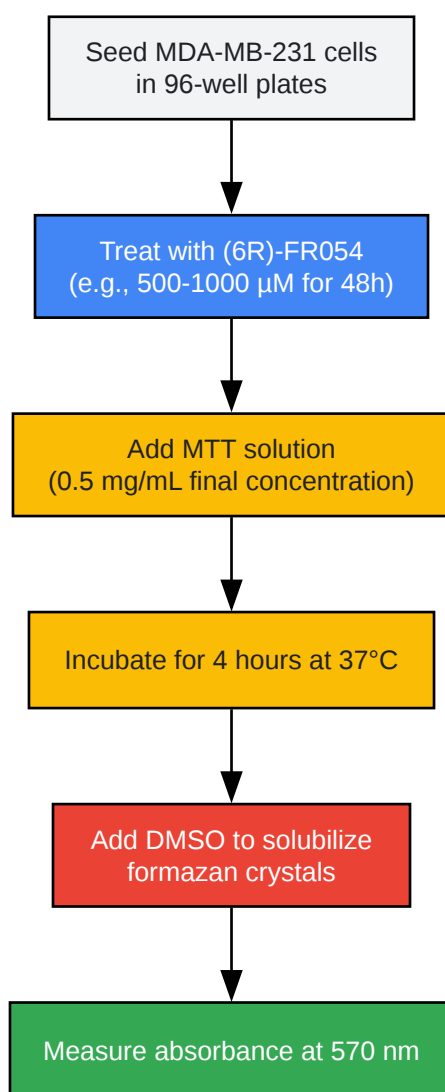 Seed MDA-MB-231 cells
in 96-well plates
Treat with (6R)-FR054
(e.g., 500-1000 µM for 48h)
Add MTT solution
(0.5 mg/mL final concentration)
Incubate for 4 hours at 37°C
Add DMSO to solubilize
formazan crystals
Measure absorbance at 570 nm